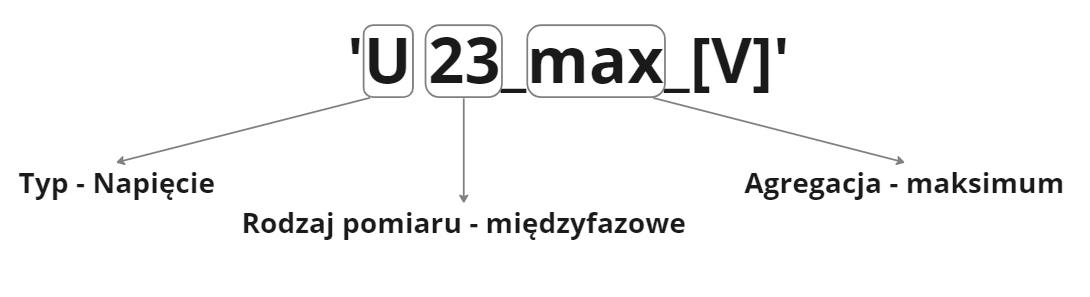 'U 23_max_[V]'
Typ - Napięcie
Agregacja - maksimum
Rodzaj pomiaru - międzyfazowe